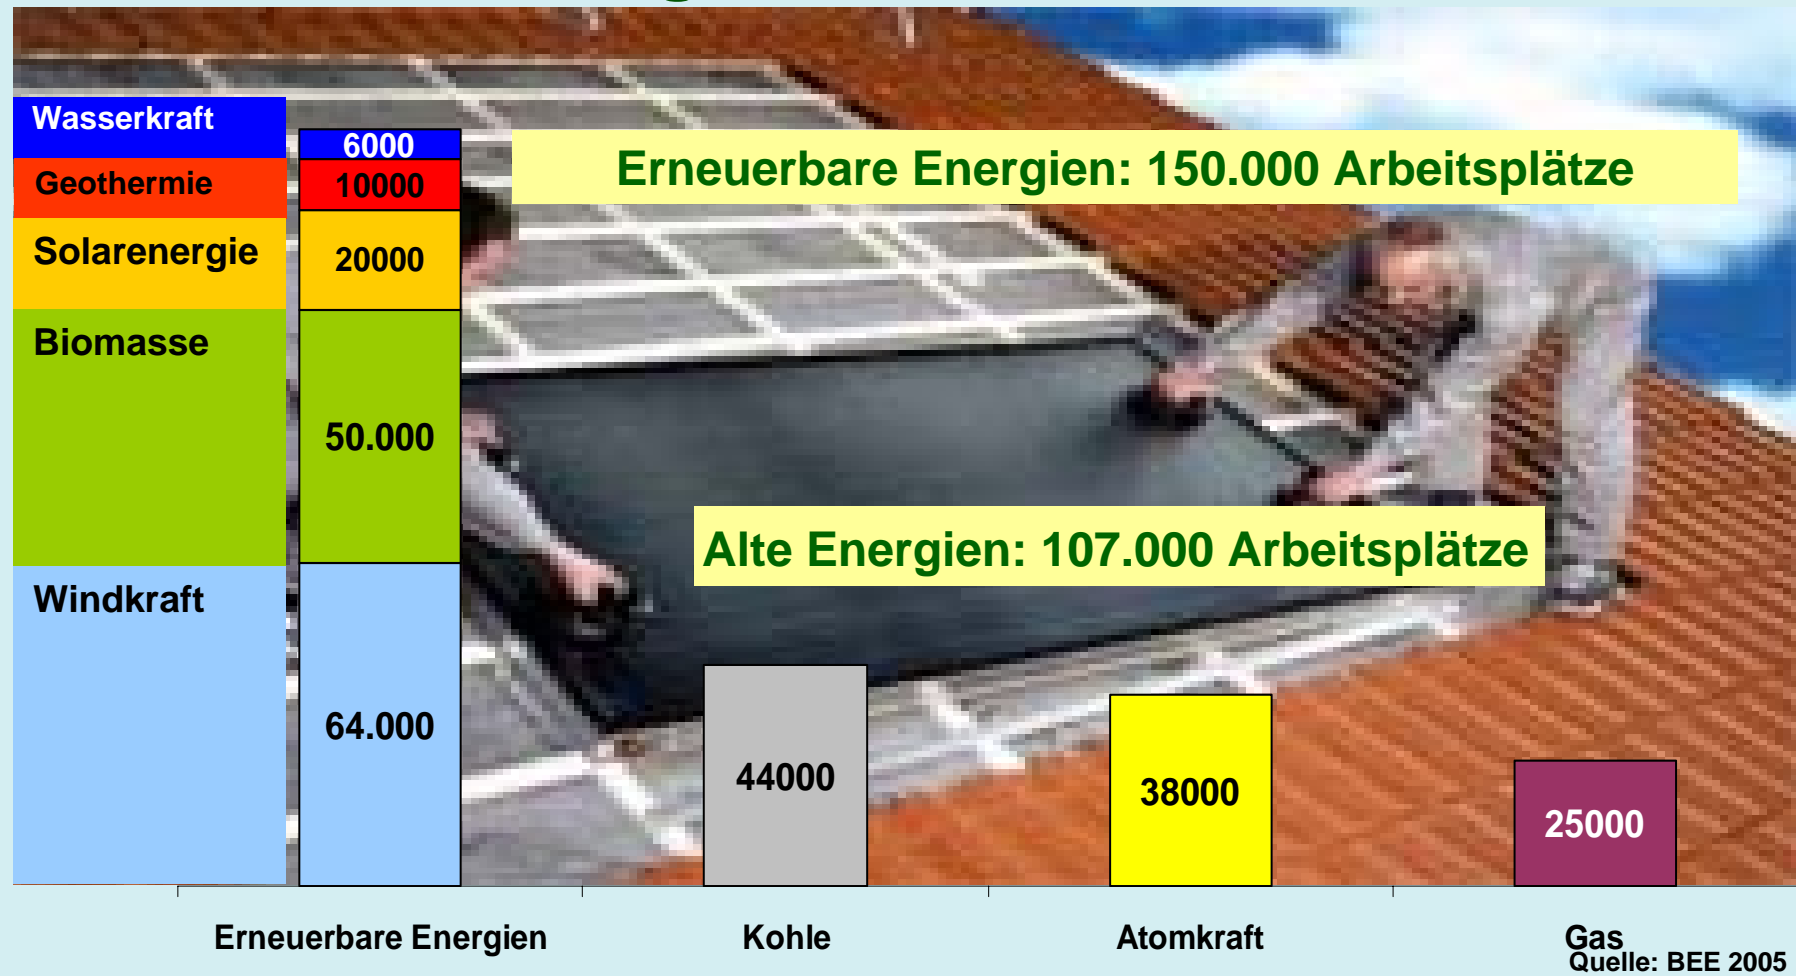 Wasserkraft
6000
Erneuerbare Energien: 150.000 Arbeitsplätze
Geothermie
10000
Solarenergie
20000
Biomasse
50.000
Alte Energien: 107.000 Arbeitsplätze
Windkraft
64.000
44000
38000
25000
Erneuerbare Energien
Kohle
Atomkraft
Gas
Quelle: BEE 2005